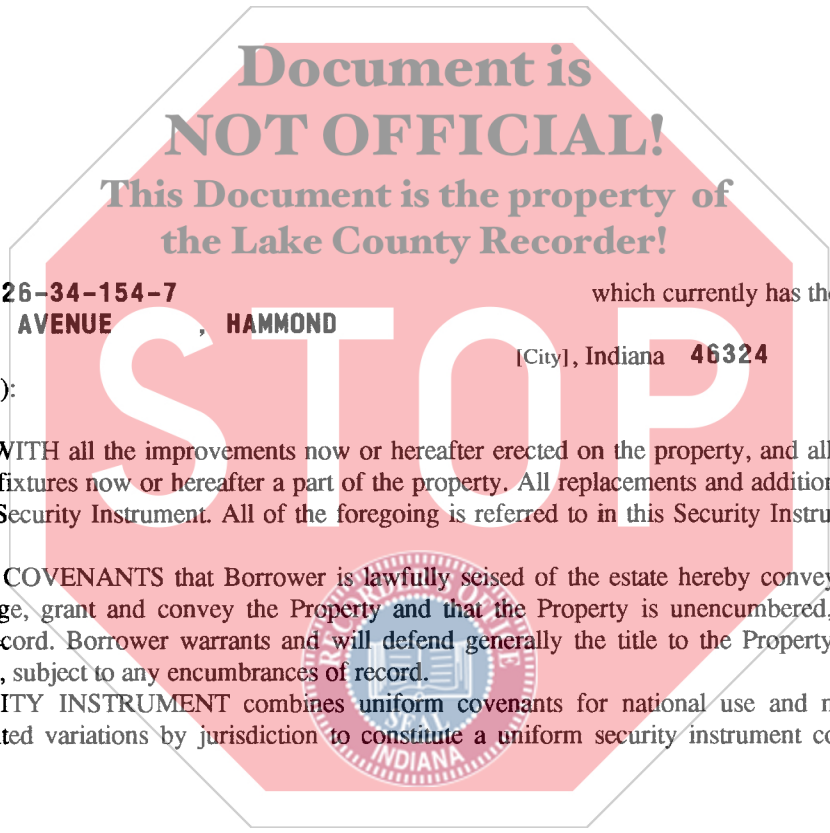 Document is
NOT OFFICIAL!
This Document is the property of
the Lake County Recorder!
26-34-154-7 which currently has the
AVENUE , HAMMOND
[City], Indiana 46324
):
STOP
WITH all the improvements now or hereafter erected on the property, and all
fixtures now or hereafter a part of the property. All replacements and addition
Security Instrument. All of the foregoing is referred to in this Security Instru
COVENANTS that Borrower is lawfully seised of the estate hereby convey
ge, grant and convey the Property and that the Property is unencumbered,
cord. Borrower warrants and will defend generally the title to the Property
, subject to any encumbrances of record.
ITY INSTRUMENT combines uniform covenants for national use and n
ted variations by jurisdiction to constitute a uniform security instrument co
RECORDER OF THE
SEAL
INDIANA